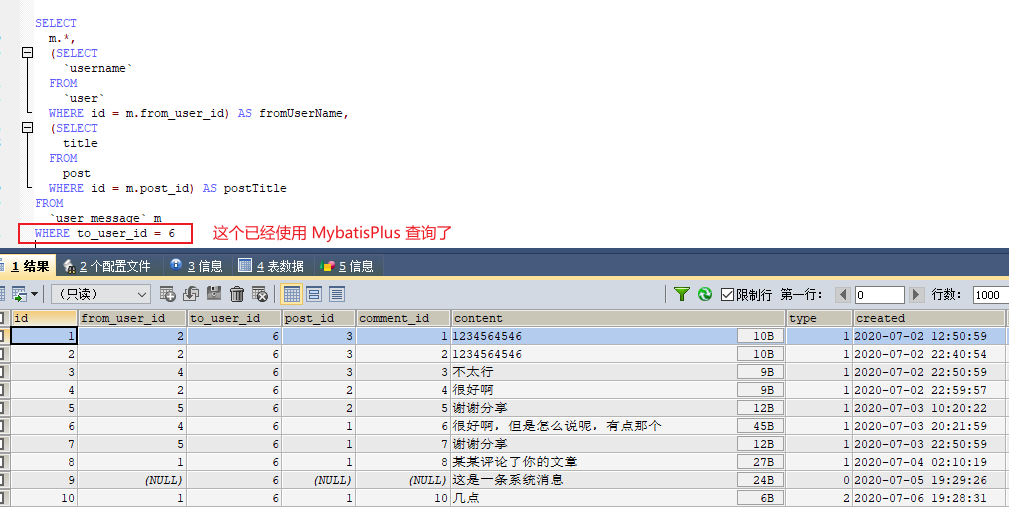 SELECT
m.*,
(SELECT
`username`
FROM
`user`
WHERE id = m.from_user_id) AS fromUserName,
(SELECT
title
FROM
post
WHERE id = m.post_id) AS postTitle
FROM
`user_message` m
WHERE to_user_id = 6 这个已经使用 MybatisPlus 查询了
1 结果 2 个配置文件 3 信息 4 表数据 5 信息
（只读） 限制行 第一行： 0 行数： 1000
id from_user_id to_user_id post_id comment_id content type created
1 2 6 3 1 1234564546 10B 1 2020-07-02 12:50:59
2 2 6 3 2 1234564546 10B 1 2020-07-02 22:40:54
3 4 6 3 3 不太行 9B 1 2020-07-02 22:50:59
4 2 6 2 4 很好啊 9B 1 2020-07-02 22:59:57
5 5 6 2 5 谢谢分享 12B 1 2020-07-03 10:20:22
6 4 6 1 6 很好啊，但是怎么说呢，有点那个 45B 1 2020-07-03 20:21:59
7 5 6 1 7 谢谢分享 12B 1 2020-07-03 22:50:59
8 1 6 1 8 某某评论了你的文章 27B 1 2020-07-04 02:10:19
9 (NULL) 6 (NULL) (NULL) 这是一条系统消息 24B 0 2020-07-05 19:29:26
10 1 6 1 10 几点 6B 2 2020-07-06 19:28:31